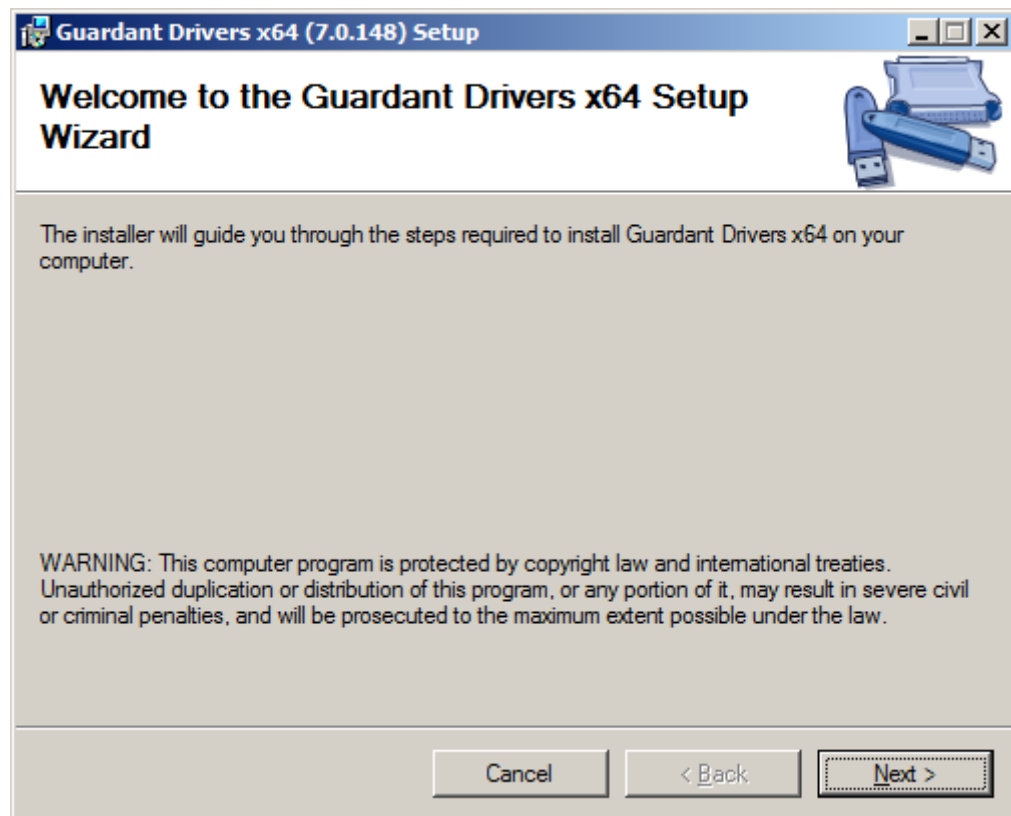 Guardant Drivers x64 (7.0.148) Setup
Welcome to the Guardant Drivers x64 Setup
Wizard
The installer will guide you through the steps required to install Guardant Drivers x64 on your
computer.
WARNING: This computer program is protected by copyright law and international treaties.
Unauthorized duplication or distribution of this program, or any portion of it, may result in severe civil
or criminal penalties, and will be prosecuted to the maximum extent possible under the law.
Cancel < Back Next >